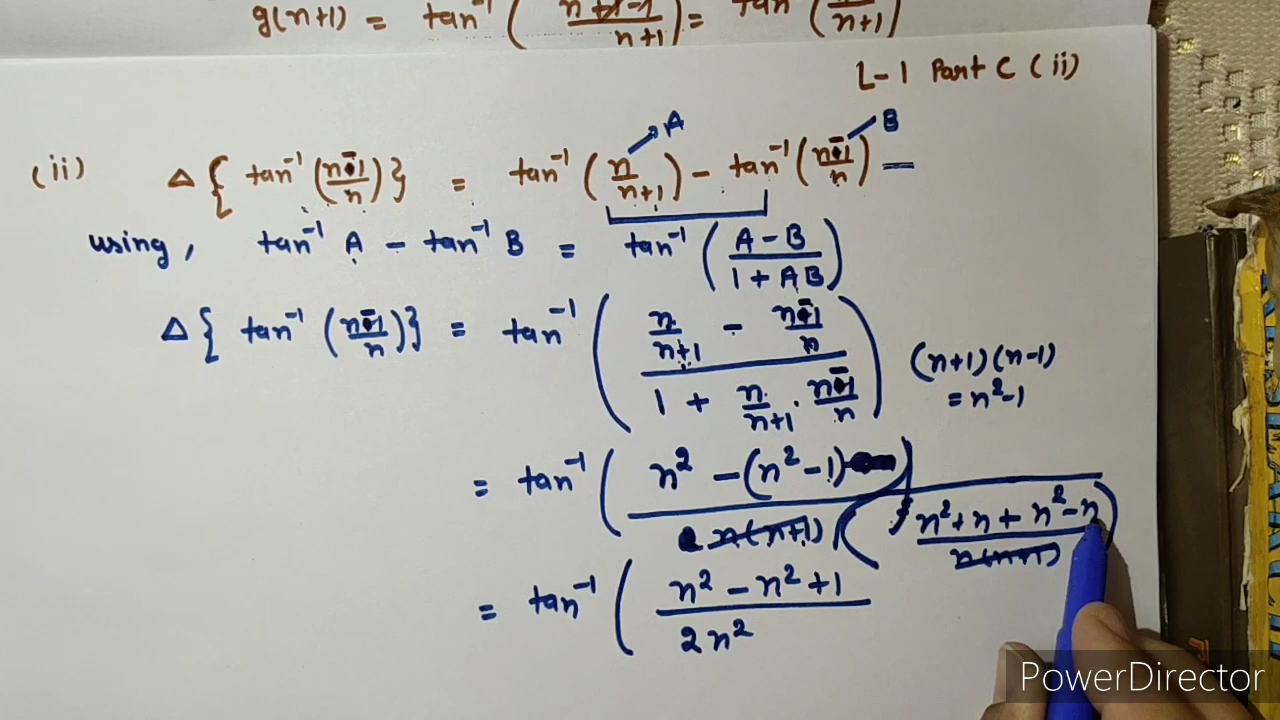 g(n+1) = tan⁻¹ ( n+1-1 / n+1 ) = tan⁻¹ ( n / n+1 )
L-1 Part C (ii)
A
B
(ii) Δ { tan⁻¹ ( n-1 / n ) } = tan⁻¹ ( n / n+1 ) - tan⁻¹ ( n-1 / n ) =
using, tan⁻¹ A - tan⁻¹ B = tan⁻¹ ( A - B / 1 + AB )
Δ { tan⁻¹ ( n-1 / n ) } = tan⁻¹ ( n / n+1 - n-1 / n / 1 + n / n+1 . n-1 / n )
(n+1)(n-1)
= n²-1
= tan⁻¹ ( n² - (n² - 1) / n(n+1) ) ( n² + n + n² - n / n(n+1) )
= tan⁻¹ ( n² - n² + 1 / 2n²
PowerDirector